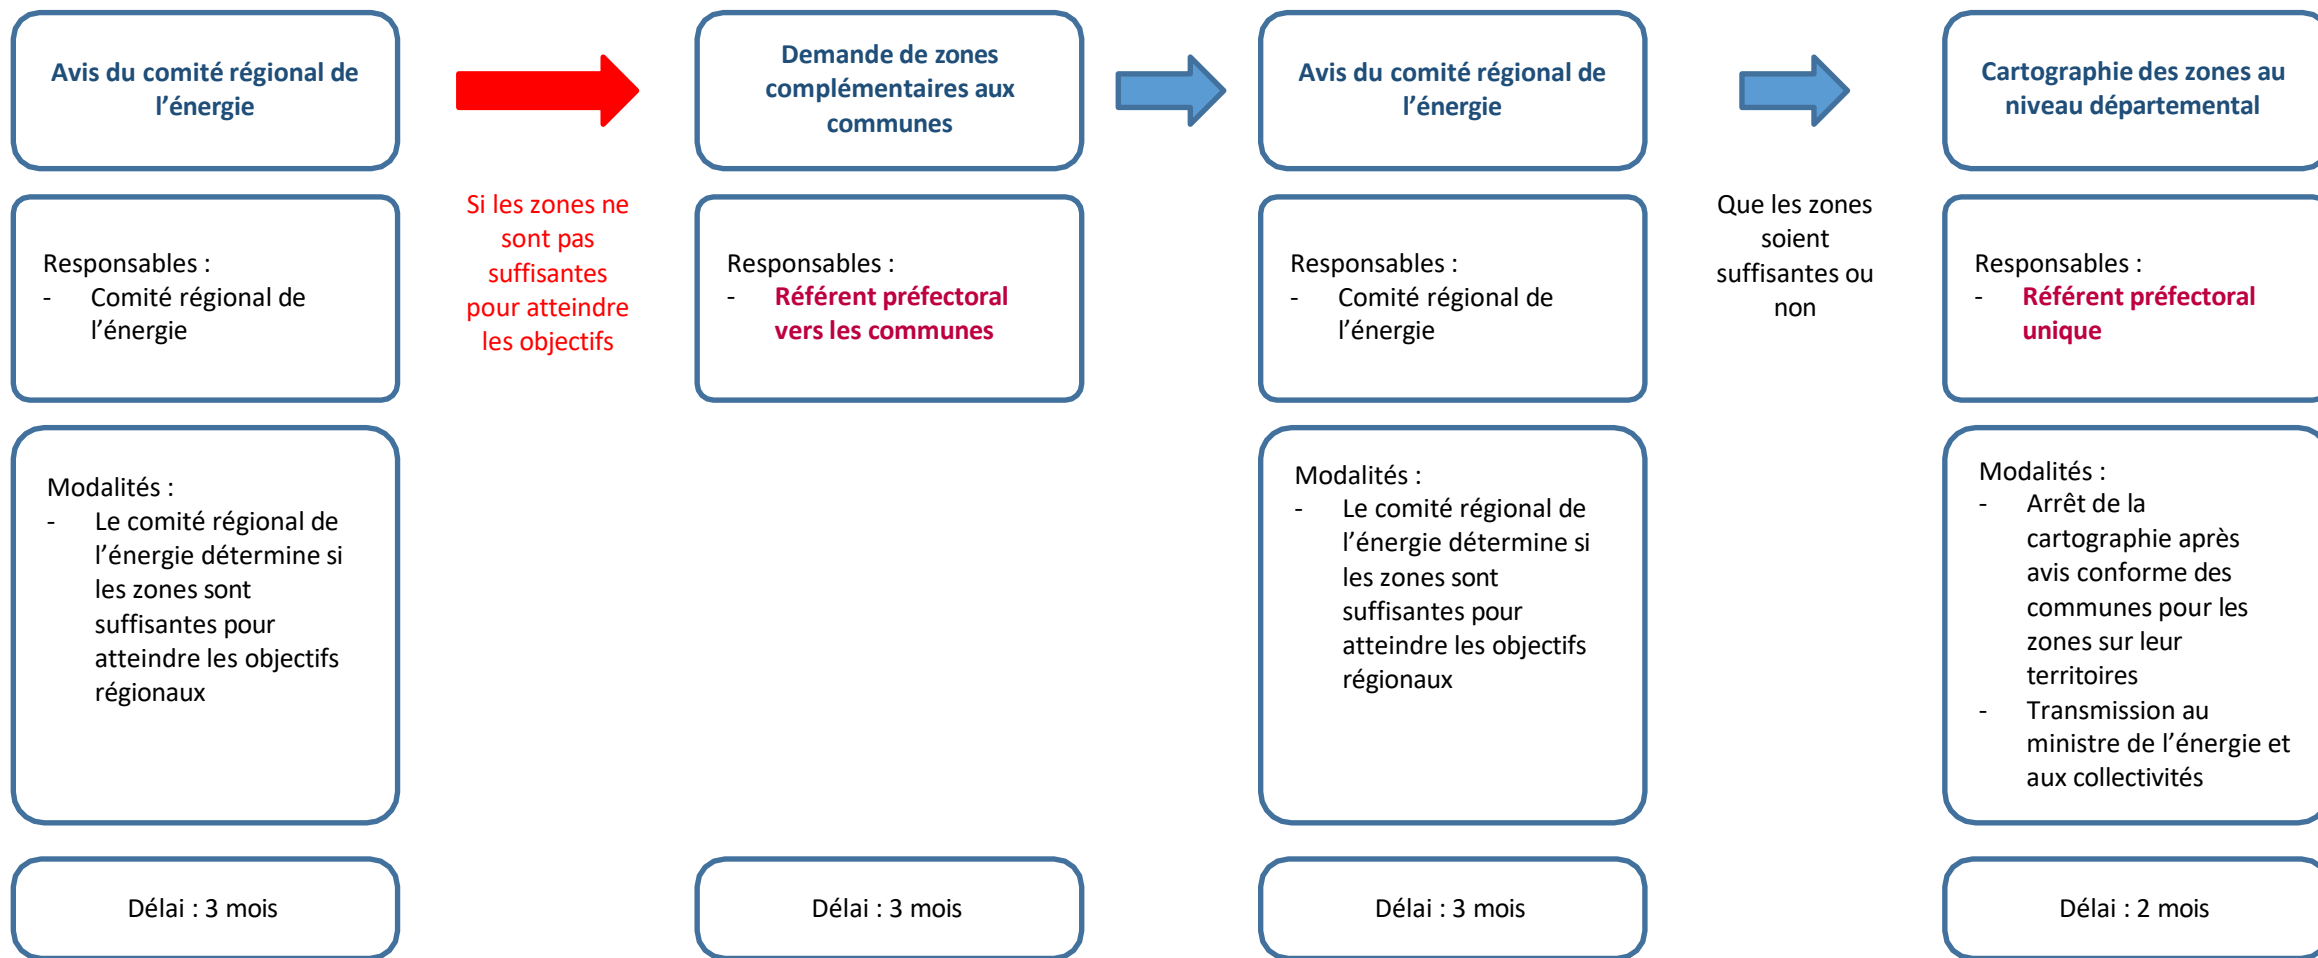 Avis du comité régional de
l'énergie
Demande de zones
complémentaires aux
communes
Avis du comité régional de
l'énergie
Cartographie des zones au
niveau départemental
Responsables :
- Comité régional de
l'énergie
Si les zones ne
sont pas
suffisantes
pour atteindre
les objectifs
Responsables :
- Référent préfectoral
vers les communes
Responsables :
- Comité régional de
l'énergie
Que les zones
soient
suffisantes ou
non
Responsables :
- Référent préfectoral
unique
Modalités :
- Le comité régional de
l'énergie détermine si
les zones sont
suffisantes pour
atteindre les objectifs
régionaux
Modalités :
- Le comité régional de
l'énergie détermine si
les zones sont
suffisantes pour
atteindre les objectifs
régionaux
Modalités :
- Arrêt de la
cartographie après
avis conforme des
communes pour les
zones sur leur
territoires
- Transmission au
ministre de l'énergie et
aux collectivités
Délai : 3 mois
Délai : 3 mois
Délai : 3 mois
Délai : 2 mois